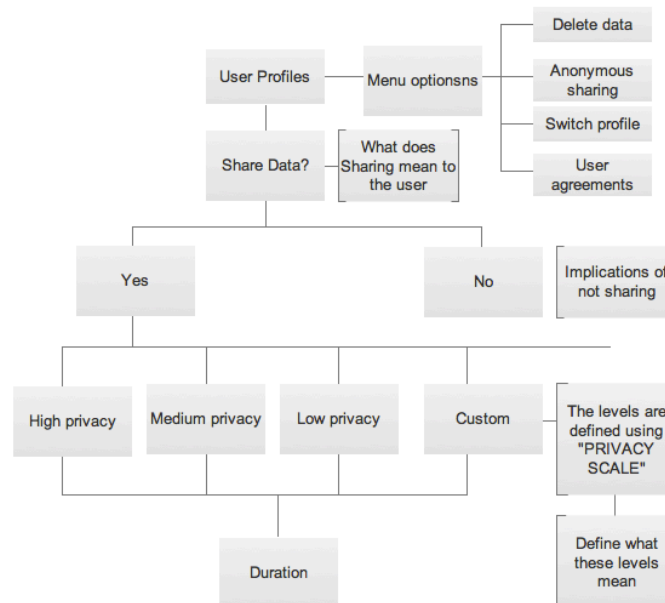 Delete data
User Profiles
Menu optionsns
Anonymous
sharing
Switch profile
User
agreements
Share Data?
What does
Sharing mean to
the user
Yes
No
Implications of
not sharing
High privacy
Medium privacy
Low privacy
Custom
The levels are
defined using
"PRIVACY
SCALE"
Duration
Define what
these levels
mean